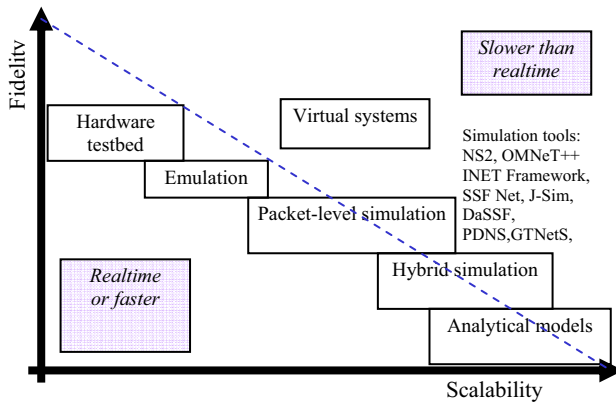 Fidelity
Slower than
realtime
Hardware
testbed
Virtual systems
Simulation tools:
NS2, OMNeT++
INET Framework,
SSF Net, J-Sim,
DaSSF,
PDNS,GTNetS,
Emulation
Packet-level simulation
Realtime
or faster
Hybrid simulation
Analytical models
Scalability